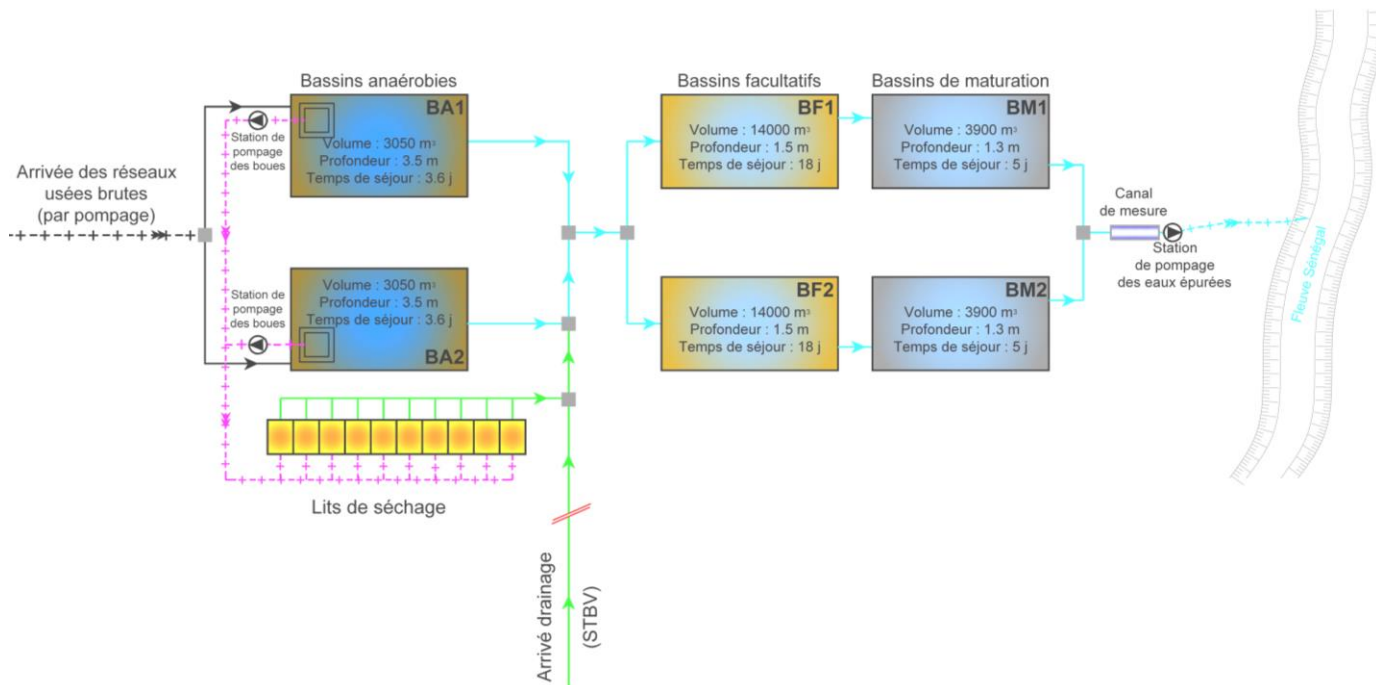 Bassins anaérobies
Bassins facultatifs
Bassins de maturation
BA1
Volume : 3050 m³
Profondeur : 3.5 m
Temps de séjour : 3.6 j
Station de
pompage
des boues
Arrivée des réseaux
usées brutes
(par pompage)
Station de
pompage
des boues
Volume : 3050 m³
Profondeur : 3.5 m
Temps de séjour : 3.6 j
BA2
Lits de séchage
BF1
Volume : 14000 m³
Profondeur : 1.5 m
Temps de séjour : 18 j
BM1
Volume : 3900 m³
Profondeur : 1.3 m
Temps de séjour : 5 j
BF2
Volume : 14000 m³
Profondeur : 1.5 m
Temps de séjour : 18 j
BM2
Volume : 3900 m³
Profondeur : 1.3 m
Temps de séjour : 5 j
Canal
de mesure
Station
de pompage
des eaux épurées
Fleuve Sénégal
Arrivé drainage
(STBV)